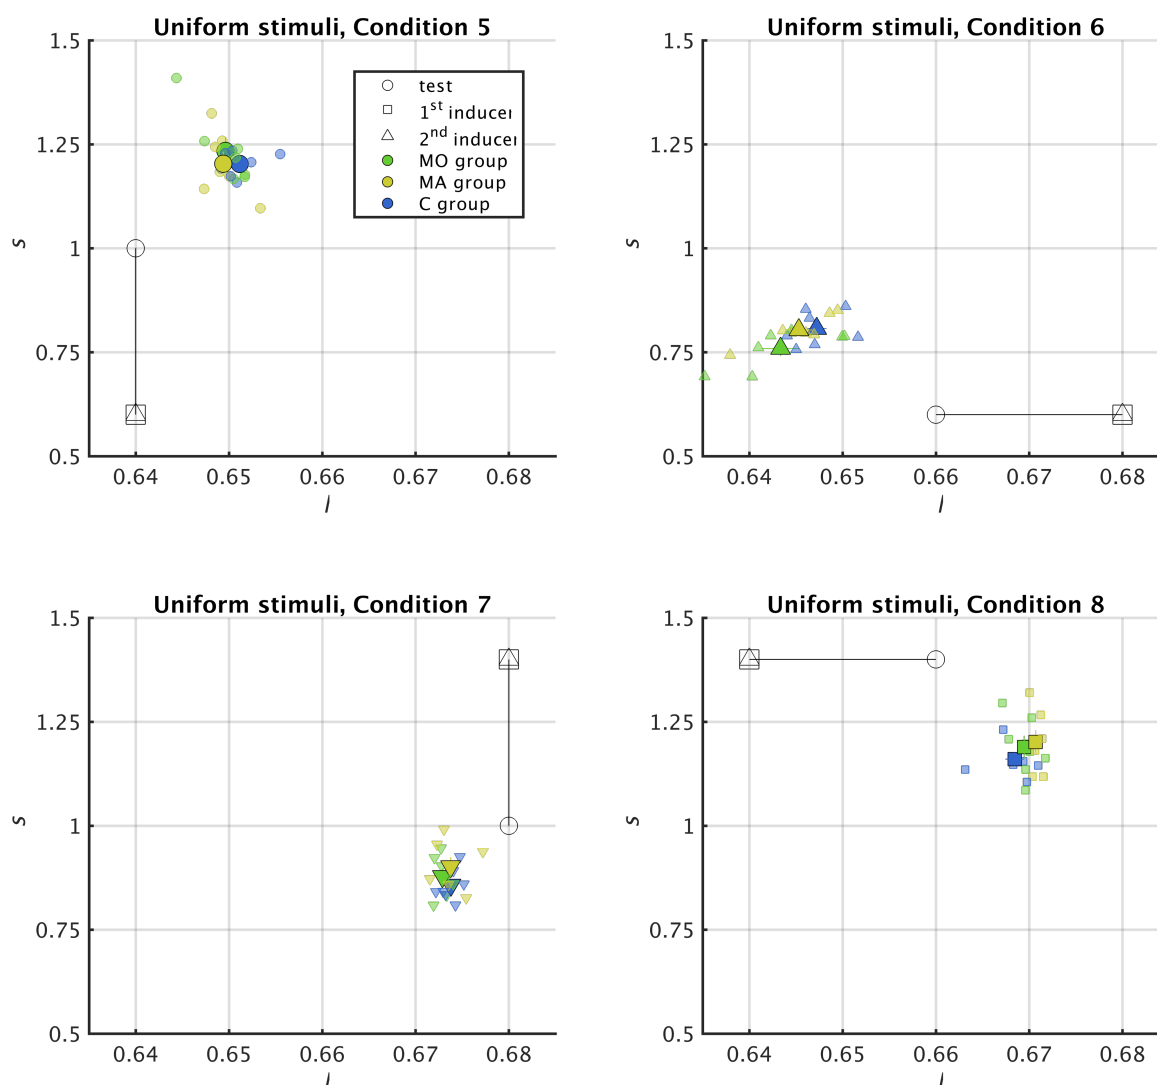 Uniform stimuli, Condition 5
1.5
1.25
1
0.75
0.5
s
0.64
0.65
0.66
0.67
0.68
l
test
1st inducer
2nd inducer
MO group
MA group
C group
Uniform stimuli, Condition 6
1.5
1.25
1
0.75
0.5
s
0.64
0.65
0.66
0.67
0.68
l
Uniform stimuli, Condition 7
1.5
1.25
1
0.75
0.5
s
0.64
0.65
0.66
0.67
0.68
l
Uniform stimuli, Condition 8
1.5
1.25
1
0.75
0.5
s
0.64
0.65
0.66
0.67
0.68
l